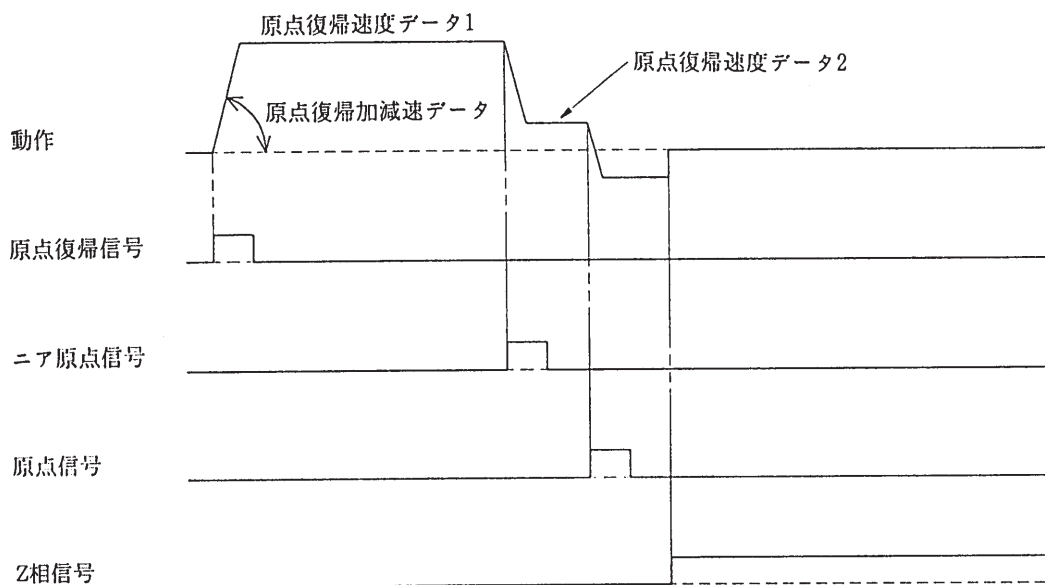 原点復帰速度データ1
原点復帰速度データ2
原点復帰加減速データ
動作
原点復帰信号
ニア原点信号
原点信号
Z相信号